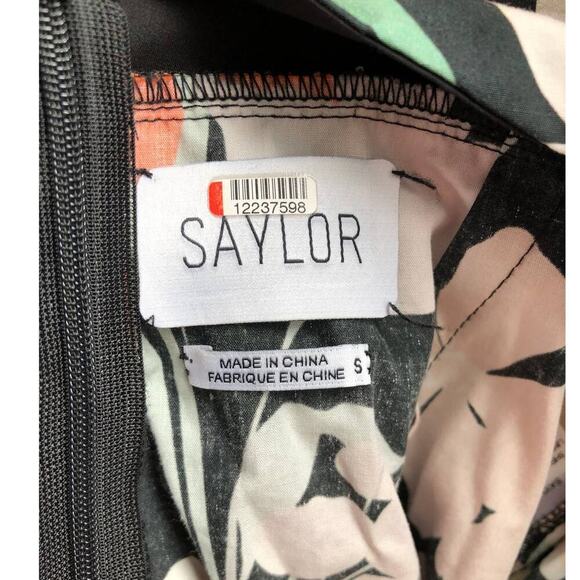 12237598
SAYLOR
MADE IN CHINA
FABRIQUE EN CHINE S